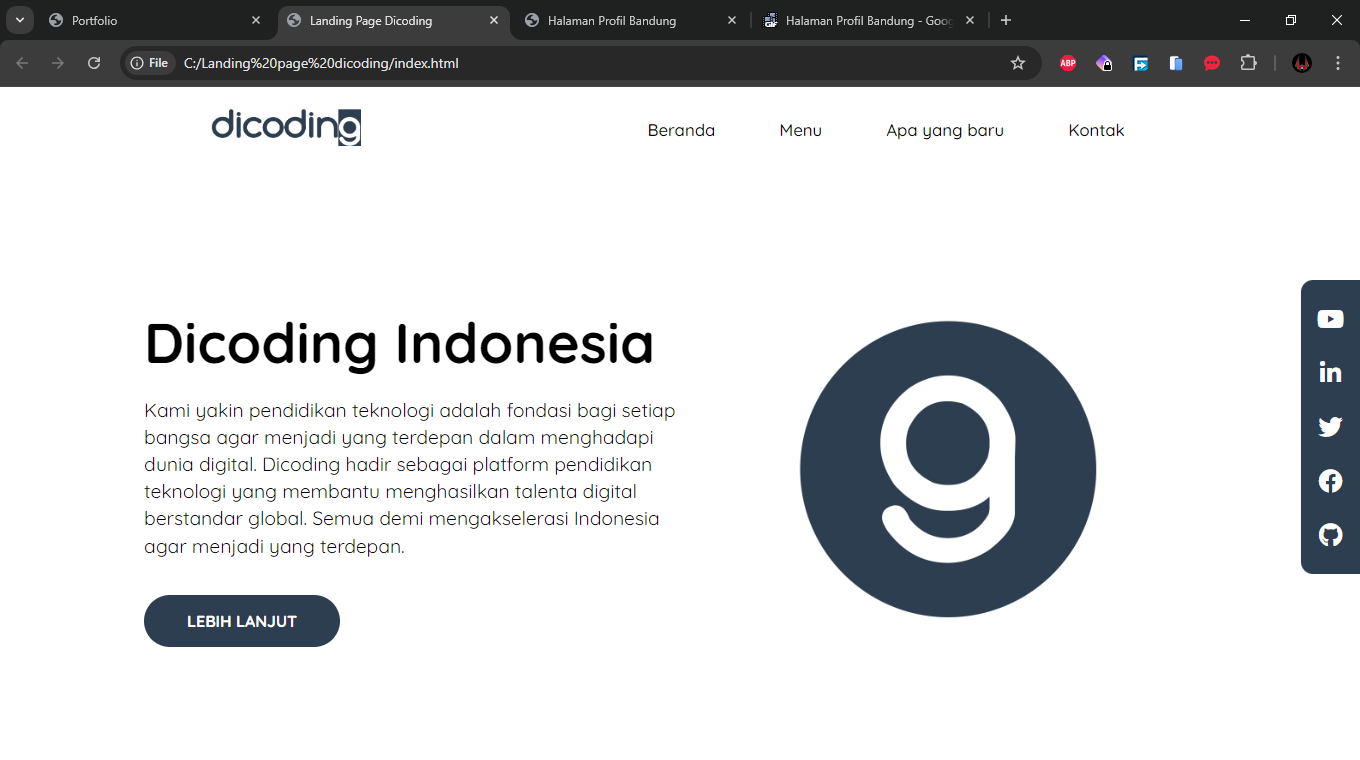 Portfolio
Landing Page Dicoding
Halaman Profil Bandung
Halaman Profil Bandung - Goog
File
C:/Landing%20page%20dicoding/index.html
ABP
dicoding
Beranda
Menu
Apa yang baru
Kontak
Dicoding Indonesia
Kami yakin pendidikan teknologi adalah fondasi bagi setiap
bangsa agar menjadi yang terdepan dalam menghadapi
dunia digital. Dicoding hadir sebagai platform pendidikan
teknologi yang membantu menghasilkan talenta digital
berstandar global. Semua demi mengakselerasi Indonesia
agar menjadi yang terdepan.
LEBIH LANJUT
g
in